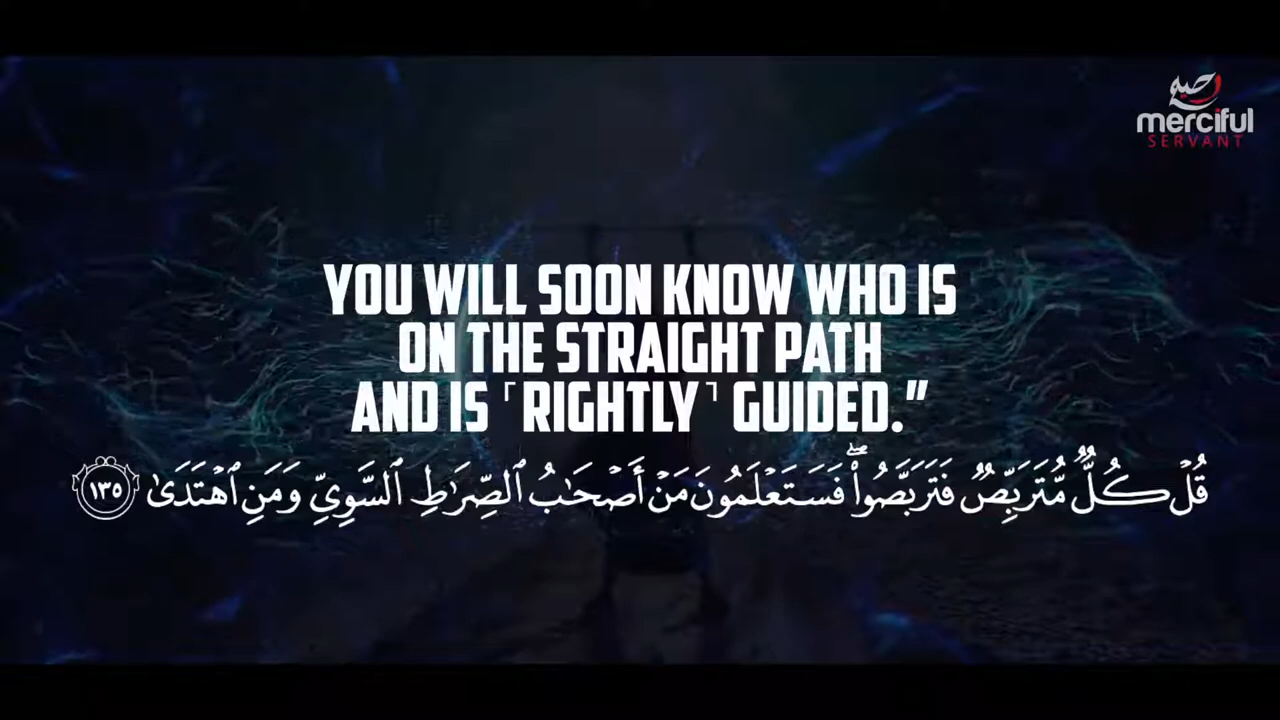 رحيم
merciful
SERVANT
YOU WILL SOON KNOW WHO IS
ON THE STRAIGHT PATH
AND IS ⸢RIGHTLY⸣ GUIDED.”
قُلۡ كُلّٞ مُّتَرَبِّصٞ فَتَرَبَّصُواْۖ فَسَتَعۡلَمُونَ مَنۡ أَصۡحَٰبُ ٱلصِّرَٰطِ ٱلسَّوِيِّ وَمَنِ ٱهۡتَدَىٰ ١٣٥